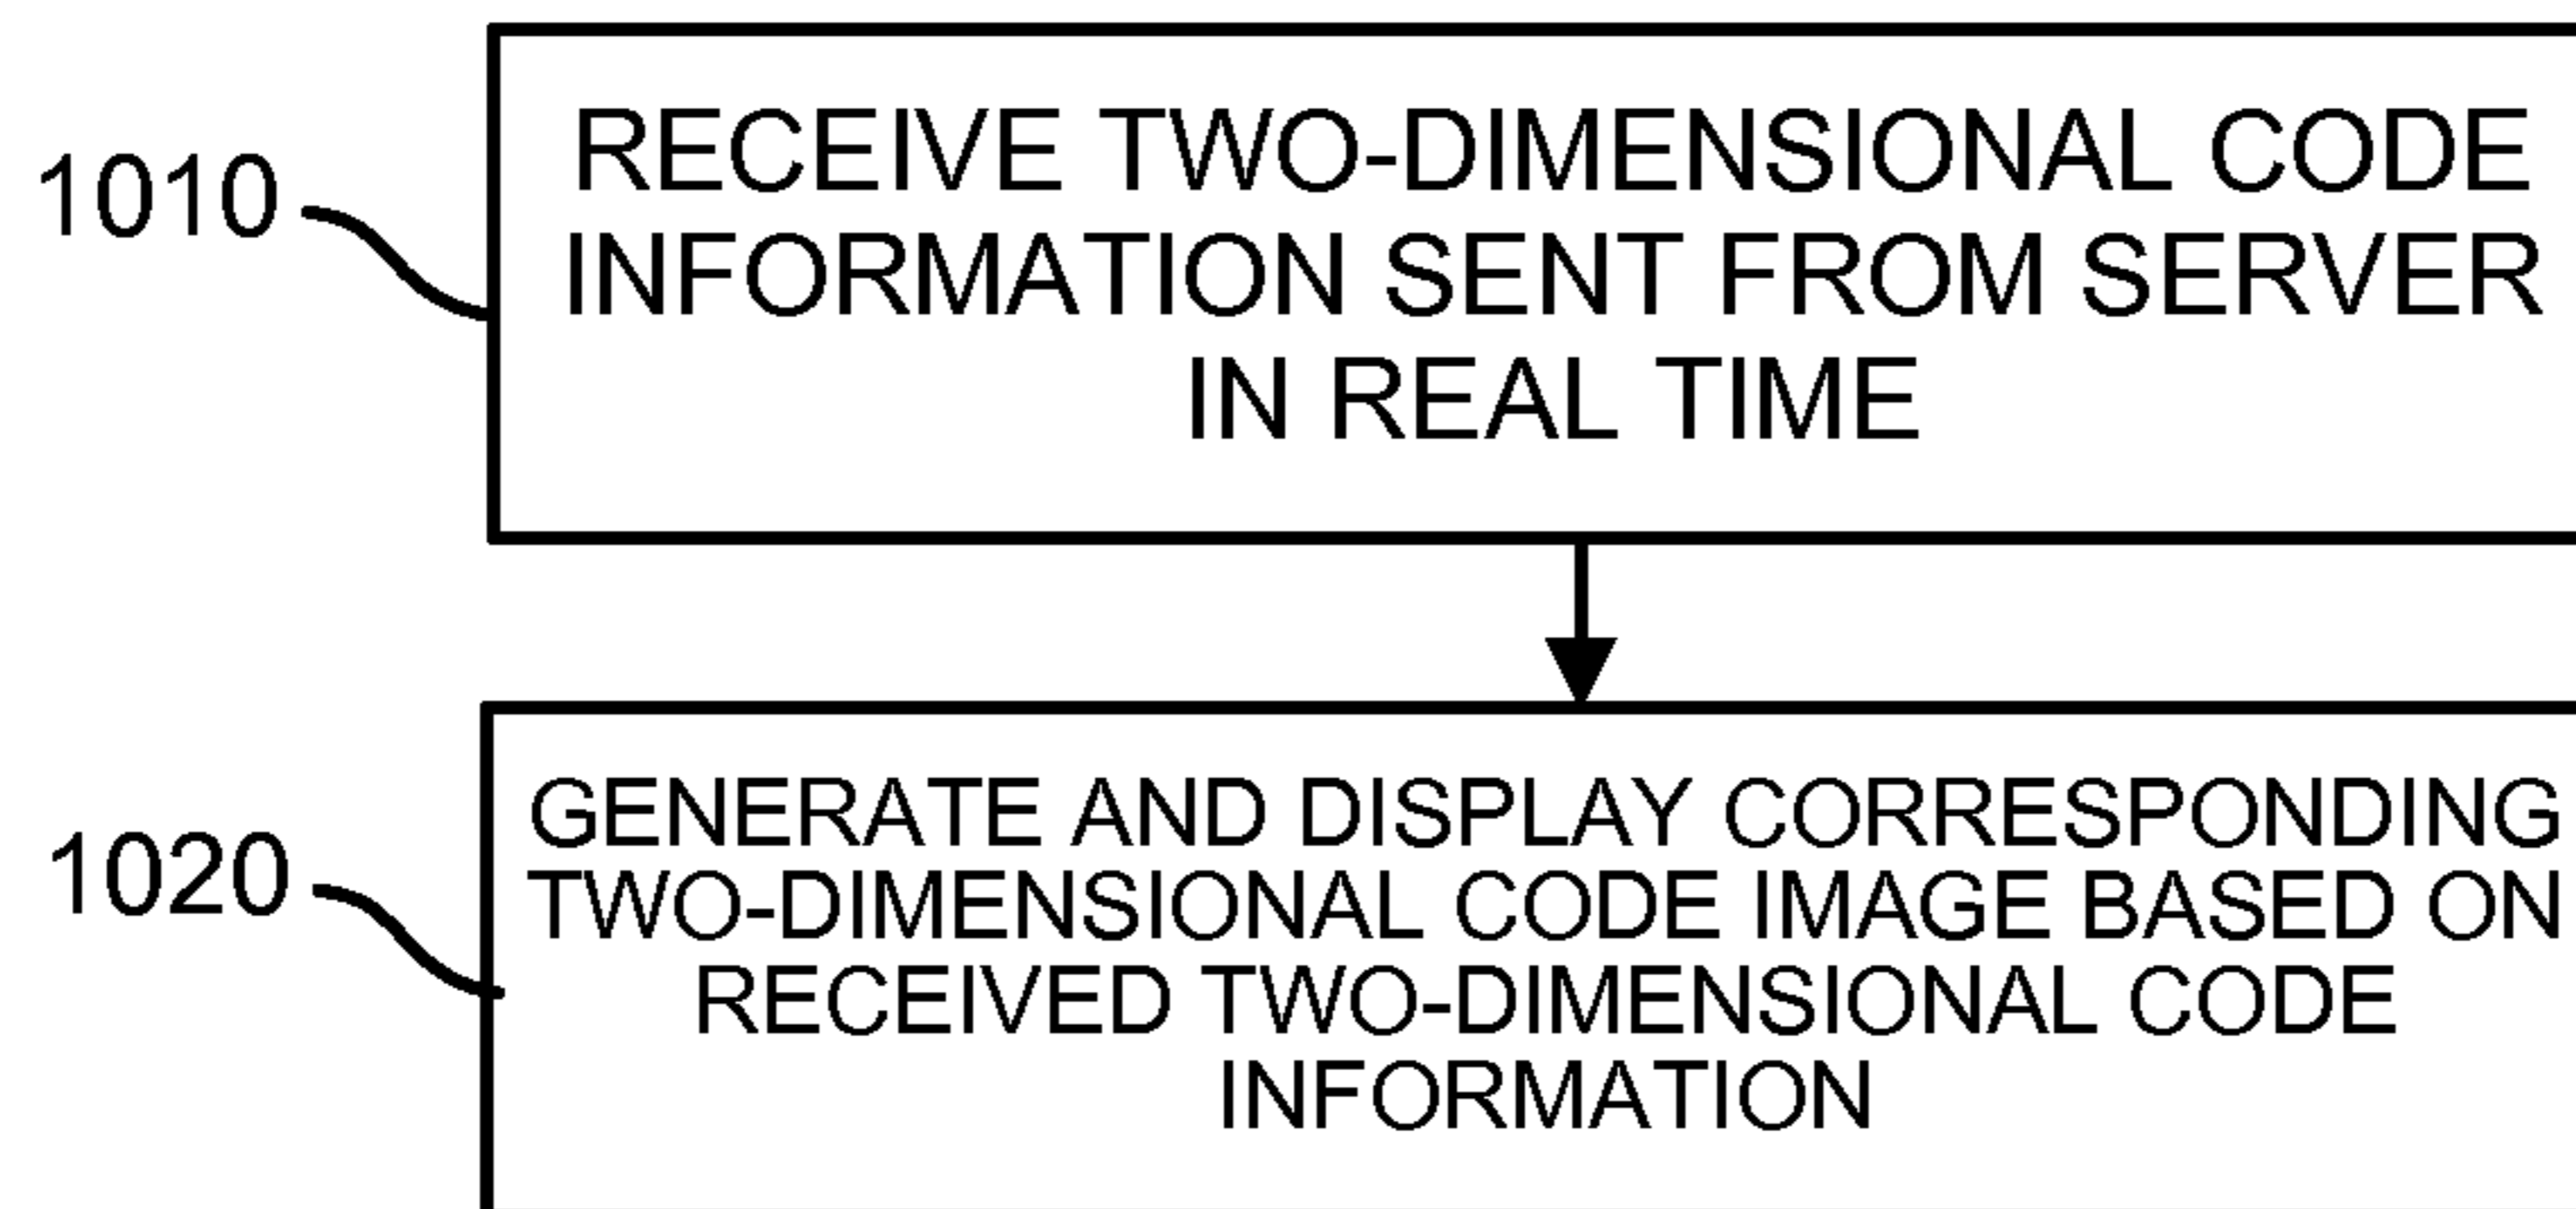 1010
RECEIVE TWO-DIMENSIONAL CODE
INFORMATION SENT FROM SERVER
IN REAL TIME
1020
GENERATE AND DISPLAY CORRESPONDING
TWO-DIMENSIONAL CODE IMAGE BASED ON
RECEIVED TWO-DIMENSIONAL CODE
INFORMATION